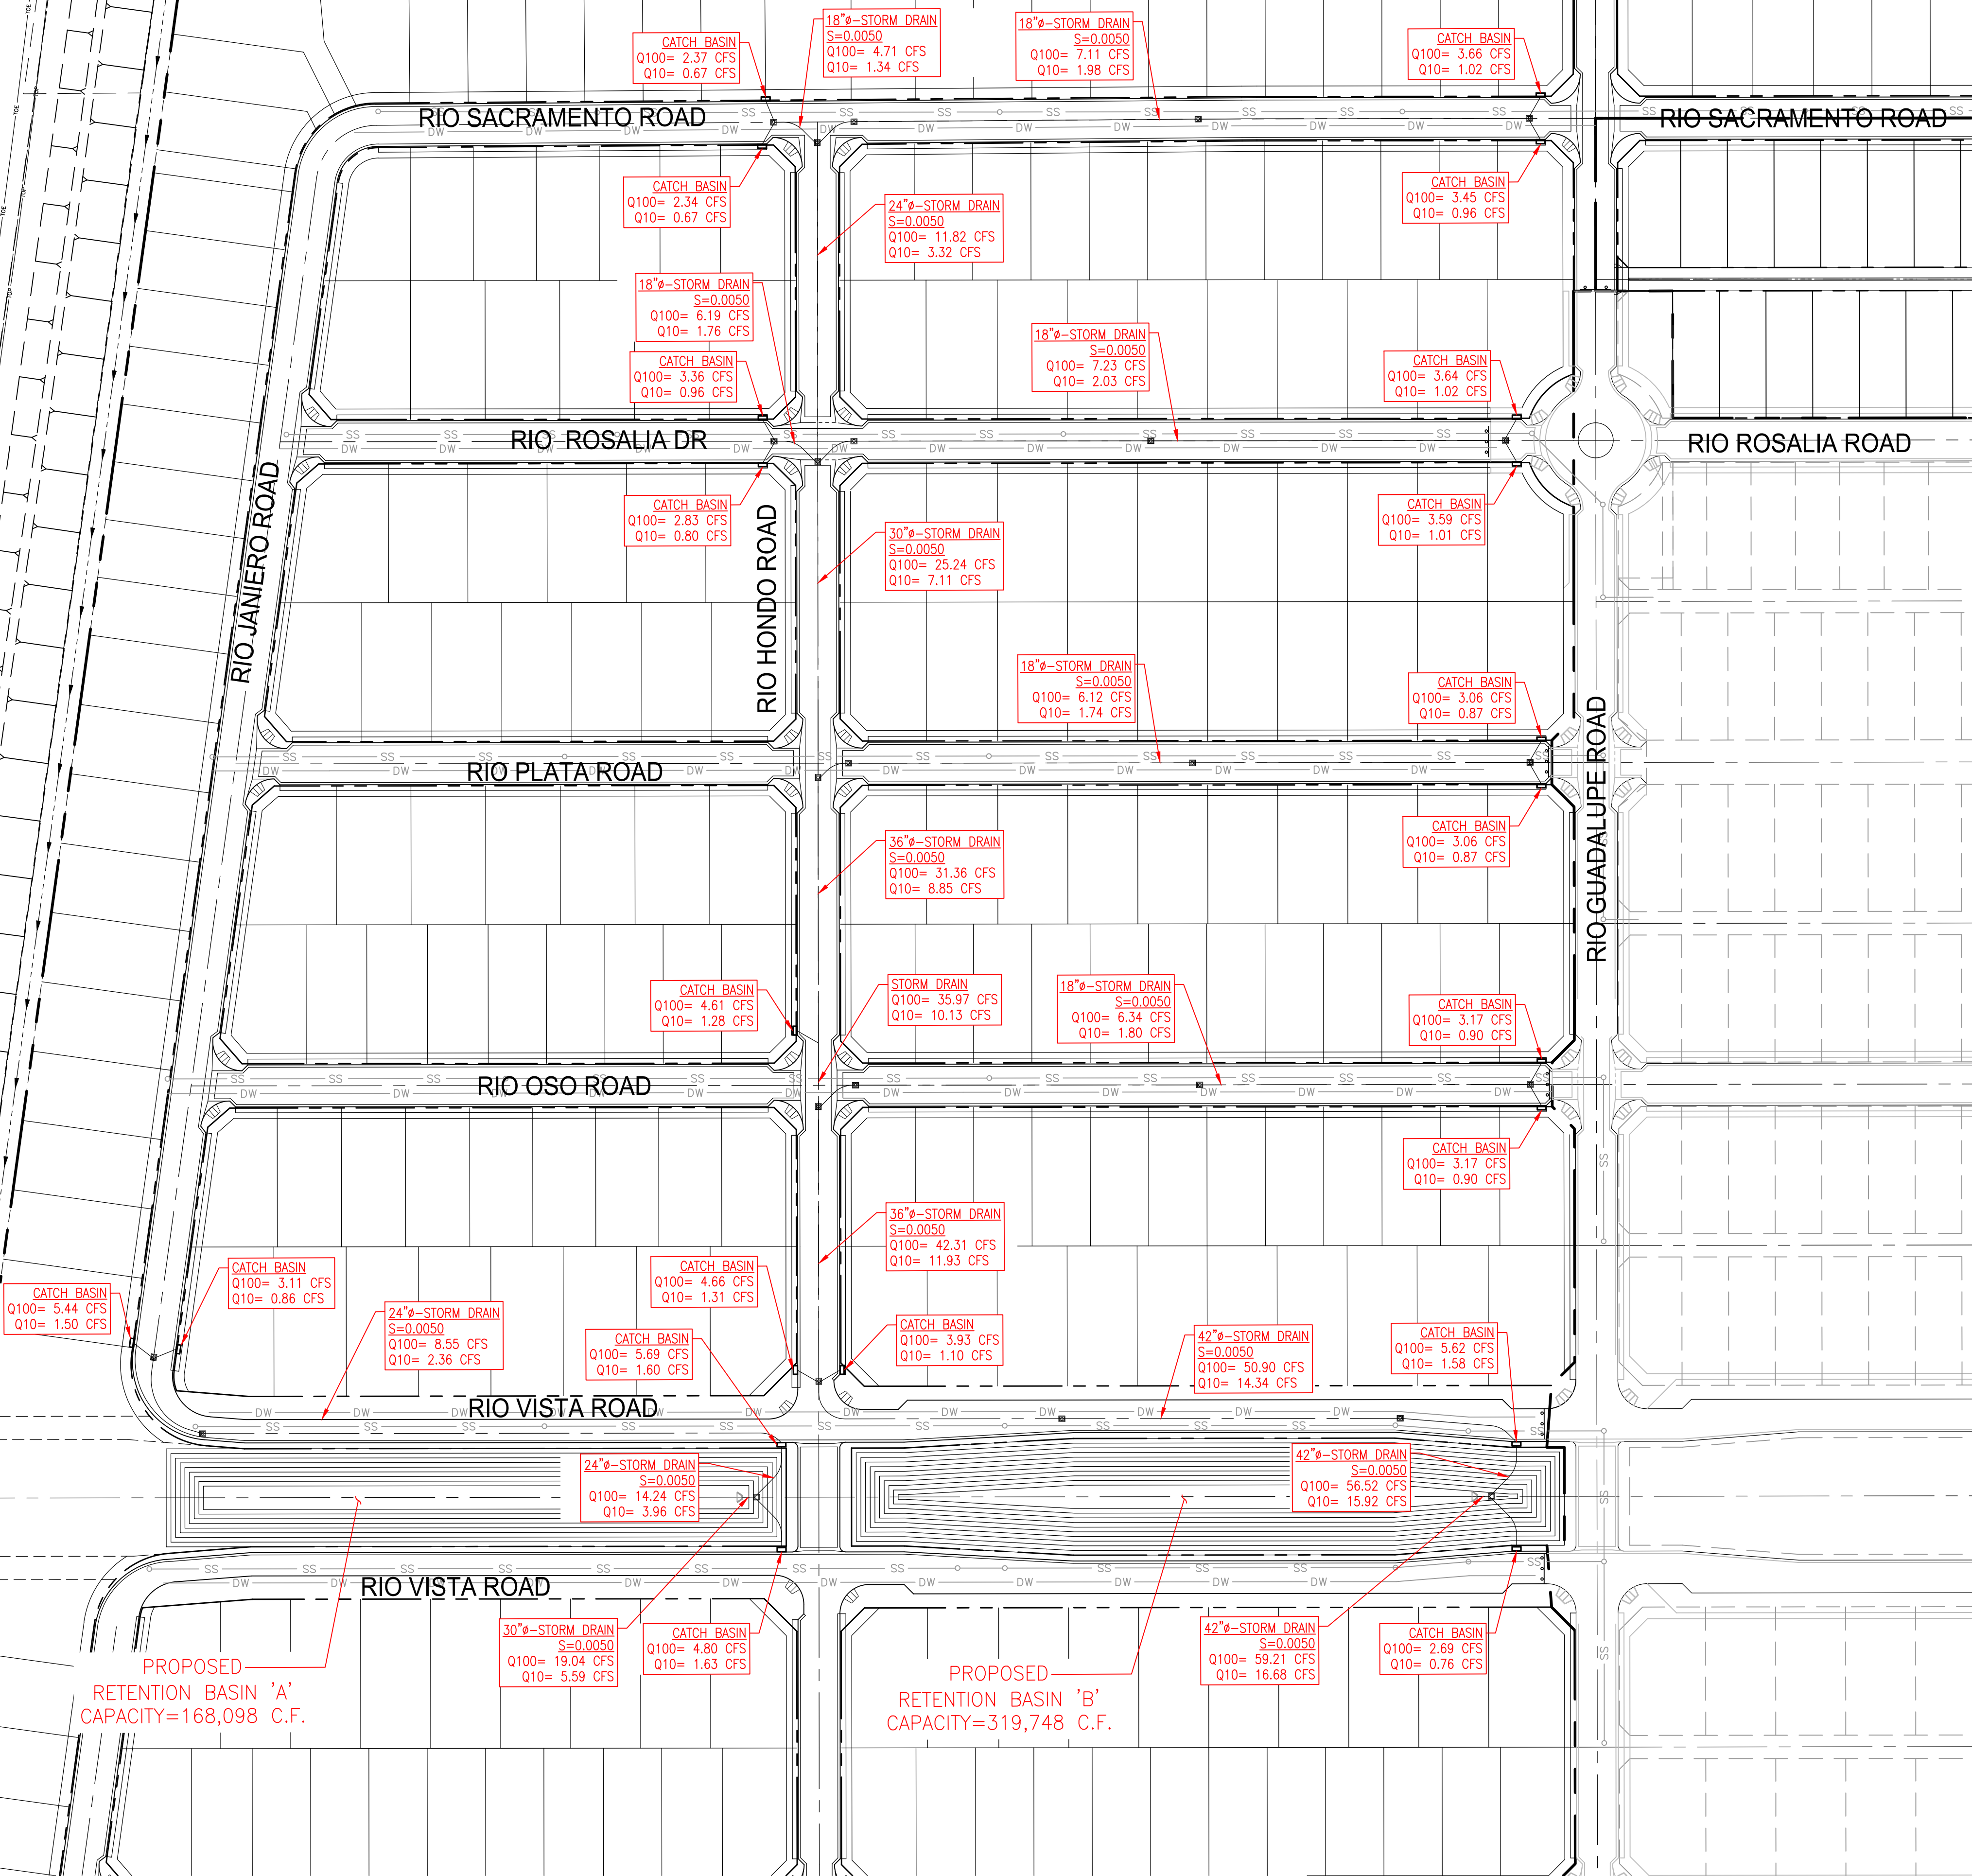 18"ø-STORM DRAIN
S=0.0050
Q100= 4.71 CFS
Q10= 1.34 CFS
18"ø-STORM DRAIN
S=0.0050
Q100= 7.11 CFS
Q10= 1.98 CFS
CATCH BASIN
Q100= 2.37 CFS
Q10= 0.67 CFS
CATCH BASIN
Q100= 3.66 CFS
Q10= 1.02 CFS
RIO SACRAMENTO ROAD
RIO SACRAMENTO ROAD
CATCH BASIN
Q100= 2.34 CFS
Q10= 0.67 CFS
24"ø-STORM DRAIN
S=0.0050
Q100= 11.82 CFS
Q10= 3.32 CFS
CATCH BASIN
Q100= 3.45 CFS
Q10= 0.96 CFS
18"ø-STORM DRAIN
S=0.0050
Q100= 6.19 CFS
Q10= 1.76 CFS
CATCH BASIN
Q100= 3.36 CFS
Q10= 0.96 CFS
18"ø-STORM DRAIN
S=0.0050
Q100= 7.23 CFS
Q10= 2.03 CFS
CATCH BASIN
Q100= 3.64 CFS
Q10= 1.02 CFS
RIO ROSALIA DR
RIO ROSALIA ROAD
CATCH BASIN
Q100= 2.83 CFS
Q10= 0.80 CFS
CATCH BASIN
Q100= 3.59 CFS
Q10= 1.01 CFS
RIO JANIERO ROAD
RIO HONDO ROAD
30"ø-STORM DRAIN
S=0.0050
Q100= 25.24 CFS
Q10= 7.11 CFS
18"ø-STORM DRAIN
S=0.0050
Q100= 6.12 CFS
Q10= 1.74 CFS
CATCH BASIN
Q100= 3.06 CFS
Q10= 0.87 CFS
RIO GUADALUPE ROAD
RIO PLATA ROAD
36"ø-STORM DRAIN
S=0.0050
Q100= 31.36 CFS
Q10= 8.85 CFS
CATCH BASIN
Q100= 3.06 CFS
Q10= 0.87 CFS
CATCH BASIN
Q100= 4.61 CFS
Q10= 1.28 CFS
STORM DRAIN
Q100= 35.97 CFS
Q10= 10.13 CFS
18"ø-STORM DRAIN
S=0.0050
Q100= 6.34 CFS
Q10= 1.80 CFS
CATCH BASIN
Q100= 3.17 CFS
Q10= 0.90 CFS
RIO OSO ROAD
CATCH BASIN
Q100= 3.17 CFS
Q10= 0.90 CFS
36"ø-STORM DRAIN
S=0.0050
Q100= 42.31 CFS
Q10= 11.93 CFS
CATCH BASIN
Q100= 5.44 CFS
Q10= 1.50 CFS
CATCH BASIN
Q100= 3.11 CFS
Q10= 0.86 CFS
24"ø-STORM DRAIN
S=0.0050
Q100= 8.55 CFS
Q10= 2.36 CFS
CATCH BASIN
Q100= 4.66 CFS
Q10= 1.31 CFS
CATCH BASIN
Q100= 5.69 CFS
Q10= 1.60 CFS
CATCH BASIN
Q100= 3.93 CFS
Q10= 1.10 CFS
42"ø-STORM DRAIN
S=0.0050
Q100= 50.90 CFS
Q10= 14.34 CFS
CATCH BASIN
Q100= 5.62 CFS
Q10= 1.58 CFS
RIO VISTA ROAD
24"ø-STORM DRAIN
S=0.0050
Q100= 14.24 CFS
Q10= 3.96 CFS
42"ø-STORM DRAIN
S=0.0050
Q100= 56.52 CFS
Q10= 15.92 CFS
RIO VISTA ROAD
30"ø-STORM DRAIN
S=0.0050
Q100= 19.04 CFS
Q10= 5.59 CFS
CATCH BASIN
Q100= 4.80 CFS
Q10= 1.63 CFS
42"ø-STORM DRAIN
S=0.0050
Q100= 59.21 CFS
Q10= 16.68 CFS
CATCH BASIN
Q100= 2.69 CFS
Q10= 0.76 CFS
PROPOSED
RETENTION BASIN 'A'
CAPACITY=168,098 C.F.
PROPOSED
RETENTION BASIN 'B'
CAPACITY=319,748 C.F.